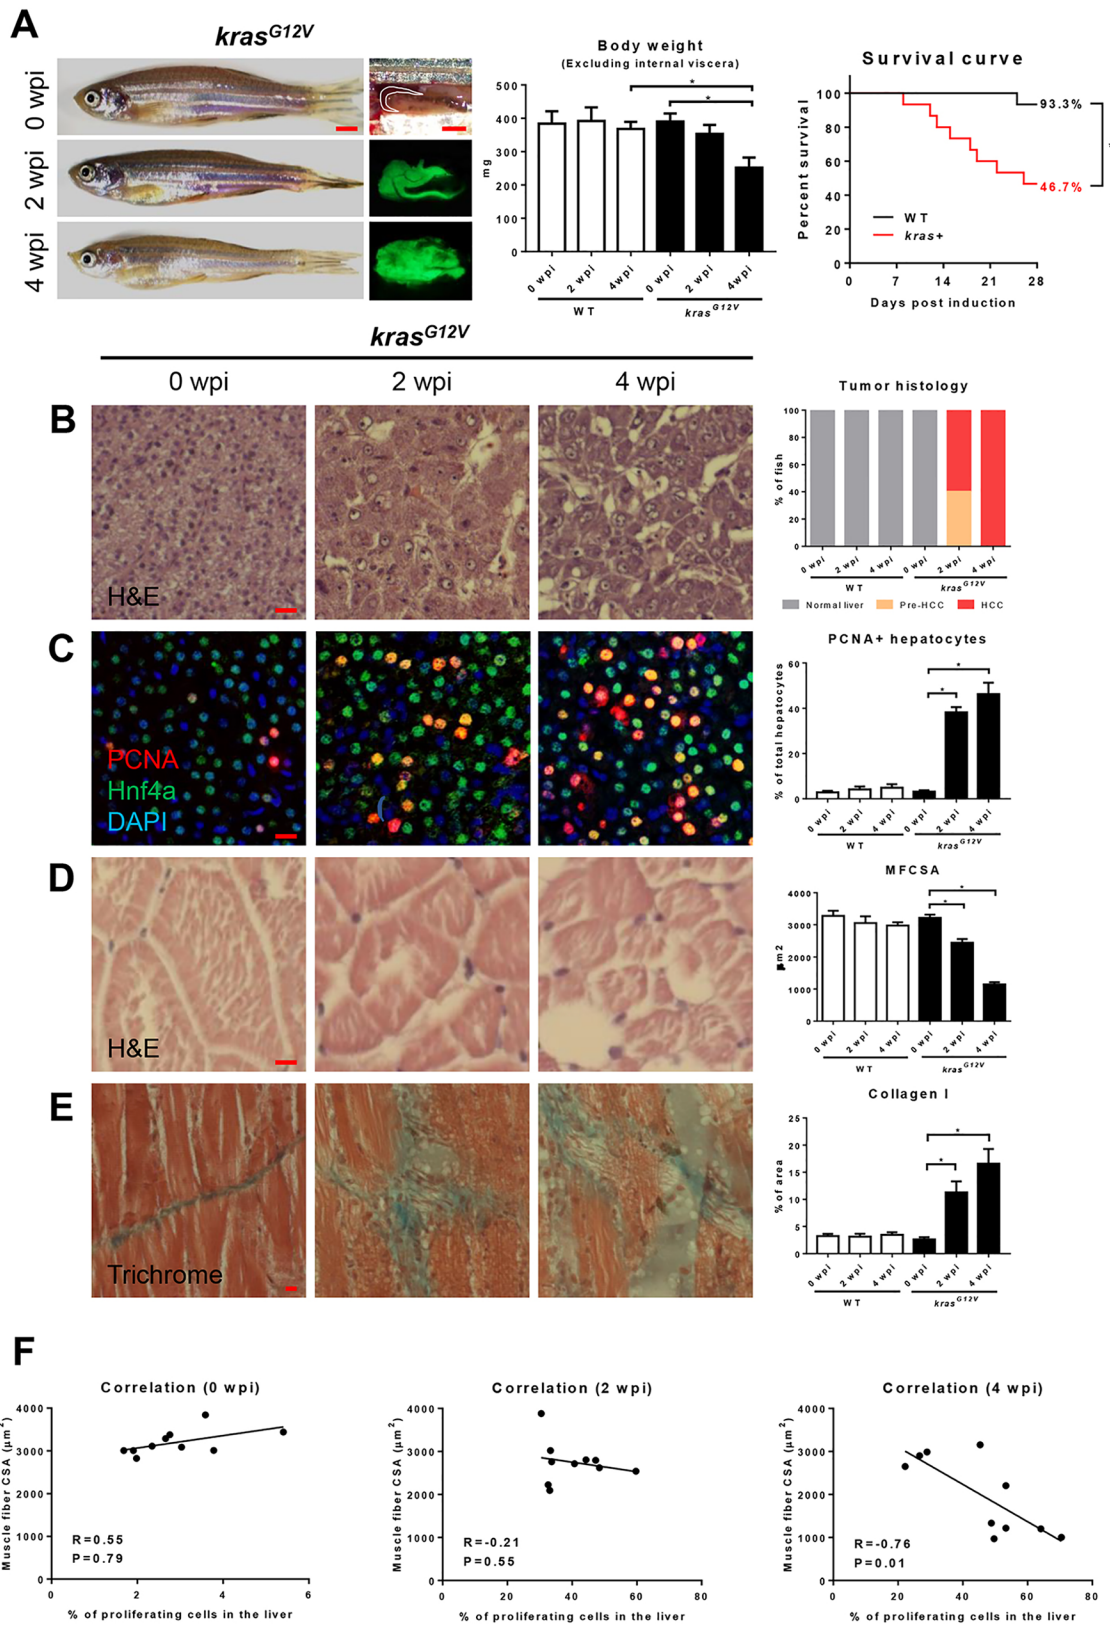 A
kras^G12V
0 wpi
2 wpi
4 wpi
Body weight
(Excluding internal viscera)
*
*
500
400
300
200
100
0
mg
0 wpi
2 wpi
4wpi
0 wpi
2 wpi
4wpi
WT
kras^G12V
Survival curve
100
80
60
40
20
0
Percent survival
93.3%
46.7%
WT
kras+
0 7 14 21 28
Days post induction
kras^G12V
0 wpi 2 wpi 4 wpi
B
H&E
Tumor histology
100
80
60
40
20
0
% of fish
0 wpi
2 wpi
4 wpi
0 wpi
2 wpi
4 wpi
WT
kras^G12V
Normal liver Pre-HCC HCC
C
PCNA
Hnf4a
DAPI
PCNA+ hepatocytes
60
40
20
0
% of total hepatocytes
*
*
0 wpi
2 wpi
4 wpi
0 wpi
2 wpi
4 wpi
WT
kras^G12V
D
H&E
MFCSA
4000
3000
2000
1000
0
*
*
0 wpi
2 wpi
4 wpi
0 wpi
2 wpi
4 wpi
WT
kras^G12V
E
Trichrome
Collagen I
25
20
15
10
5
0
% of area
*
*
0 wpi
2 wpi
4 wpi
0 wpi
2 wpi
4 wpi
WT
kras^G12V
F
Correlation (0 wpi)
4000
3000
2000
1000
0
Muscle fiber CSA (μm²)
R=0.55
P=0.79
0 2 4 6
% of proliferating cells in the liver
Correlation (2 wpi)
4000
3000
2000
1000
0
Muscle fiber CSA (μm²)
R=-0.21
P=0.55
0 20 40 60 80
% of proliferating cells in the liver
Correlation (4 wpi)
4000
3000
2000
1000
0
Muscle fiber CSA (μm²)
R=-0.76
P=0.01
0 20 40 60 80
% of proliferating cells in the liver